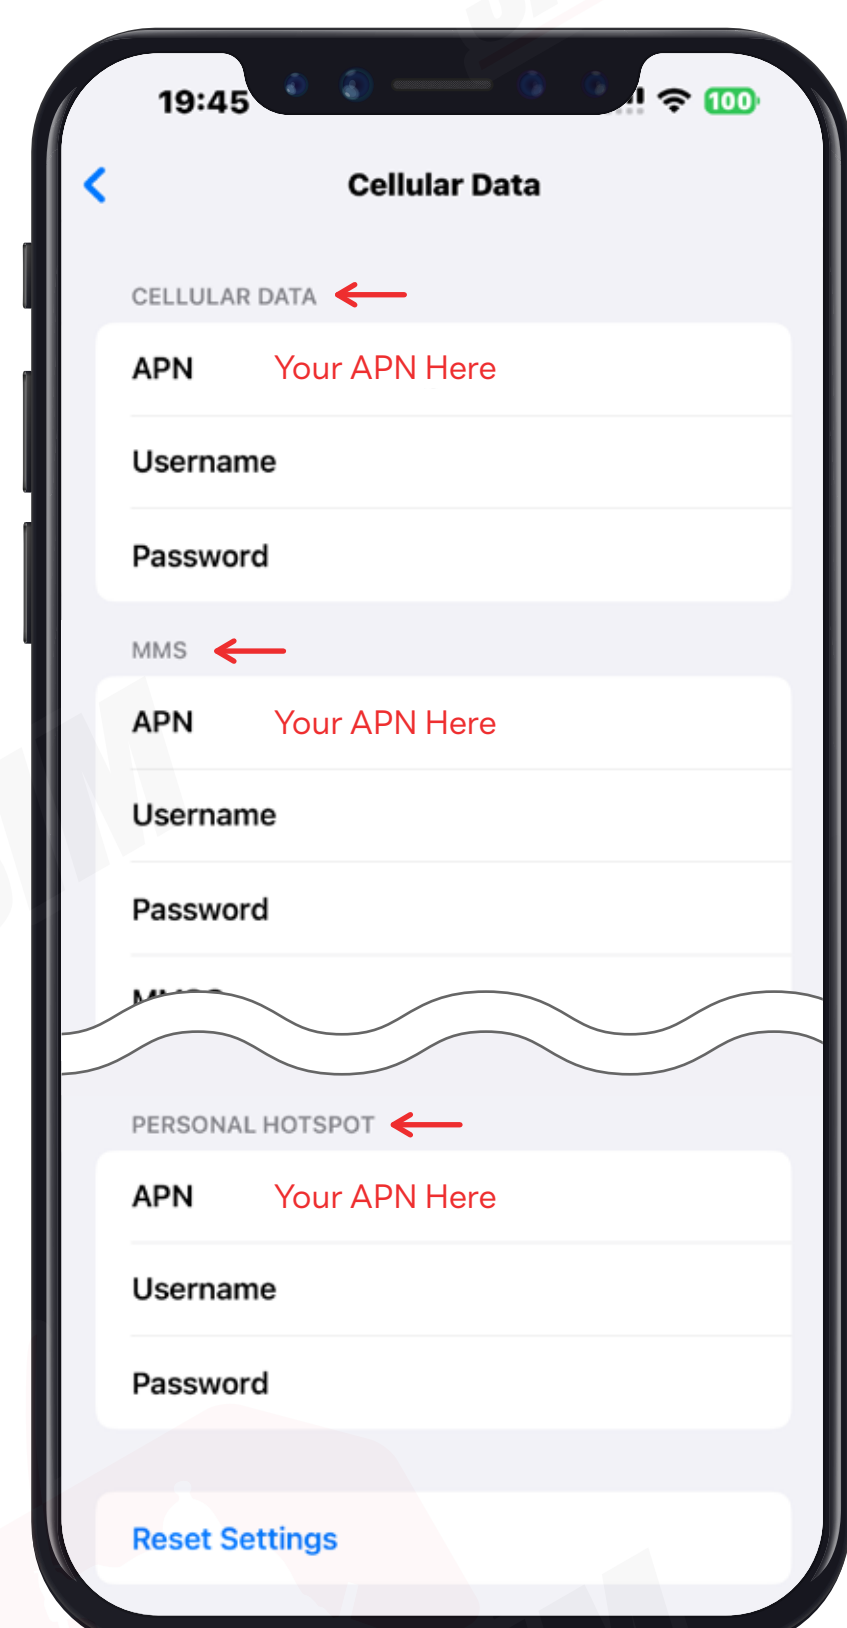 19:45
100
Cellular Data
CELLULAR DATA
APN Your APN Here
Username
Password
MMS
APN Your APN Here
Username
Password
PERSONAL HOTSPOT
APN Your APN Here
Username
Password
Reset Settings